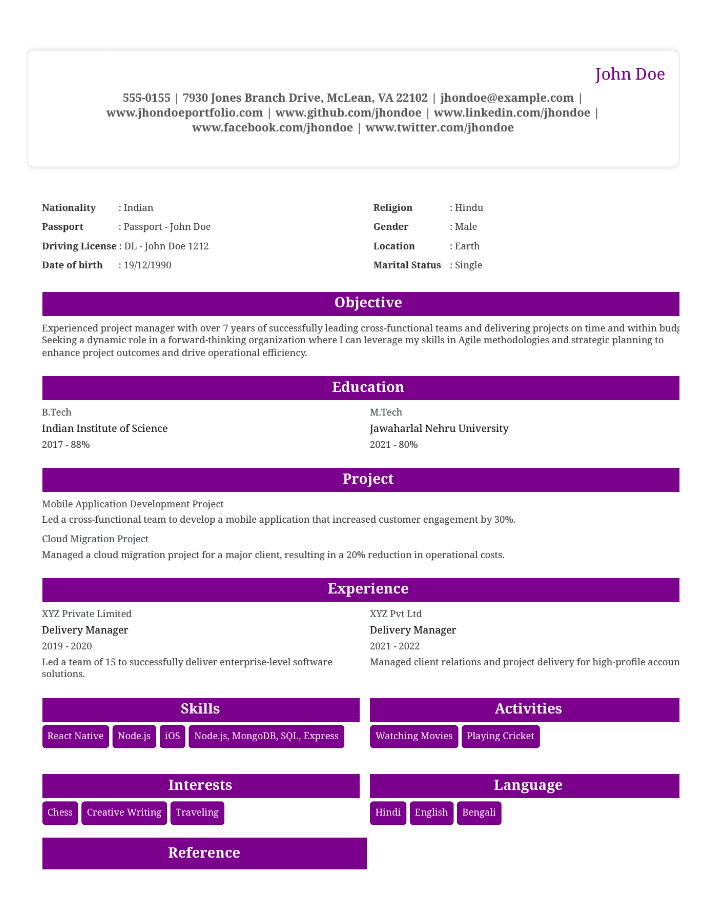 John Doe
555-0155 | 7930 Jones Branch Drive, McLean, VA 22102 | jhondoe@example.com |
www.jhondoeportfolio.com | www.github.com/jhondoe | www.linkedin.com/jhondoe |
www.facebook.com/jhondoe | www.twitter.com/jhondoe
Nationality : Indian
Passport : Passport - John Doe
Driving License : DL - John Doe 1212
Date of birth : 19/12/1990
Religion : Hindu
Gender : Male
Location : Earth
Marital Status : Single
Objective
Experienced project manager with over 7 years of successfully leading cross-functional teams and delivering projects on time and within
Seeking a dynamic role in a forward-thinking organization where I can leverage my skills in Agile methodologies and strategic planning to
enhance project outcomes and drive operational efficiency.
Education
B.Tech
Indian Institute of Science
2017 - 88%
M.Tech
Jawaharlal Nehru University
2021 - 80%
Project
Mobile Application Development Project
Led a cross-functional team to develop a mobile application that increased customer engagement by 30%.
Cloud Migration Project
Managed a cloud migration project for a major client, resulting in a 20% reduction in operational costs.
Experience
XYZ Private Limited
Delivery Manager
2019 - 2020
Led a team of 15 to successfully deliver enterprise-level software
solutions.
XYZ Pvt Ltd
Delivery Manager
2021 - 2022
Managed client relations and project delivery for high-profile accoun
Skills
React Native Node.js iOS Node.js, MongoDB, SQL, Express
Activities
Watching Movies Playing Cricket
Interests
Chess Creative Writing Traveling
Language
Hindi English Bengali
Reference